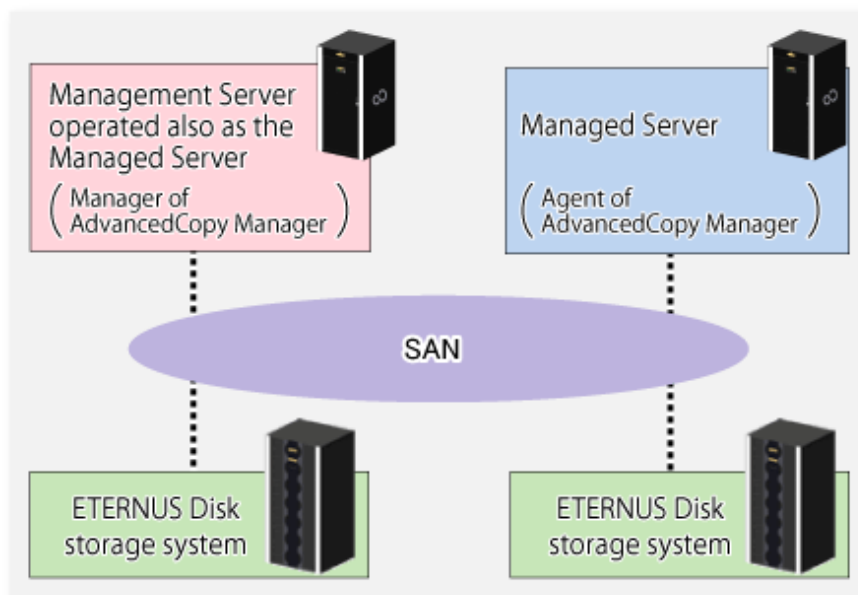 Management Server
operated also as the
Managed Server
( Manager of
AdvancedCopy Manager )
Managed Server
( Agent of
AdvancedCopy Manager )
SAN
ETERNUS Disk
storage system
ETERNUS Disk
storage system